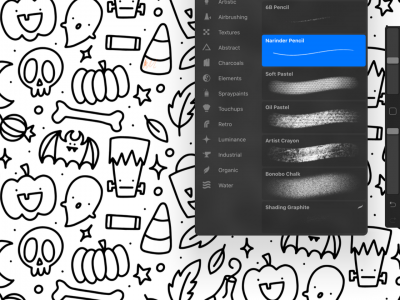 Artistic
6B Pencil
Airbrushing
Textures
Narinder Pencil
Abstract
Charcoals
Elements
Soft Pastel
Spraypaints
Touchups
Oil Pastel
Retro
Luminance
Artist Crayon
Industrial
Organic
Bonobo Chalk
Water
Shading Graphite